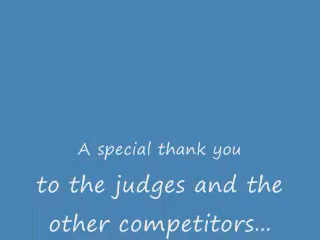 A special thank you
to the judges and the
other competitors...